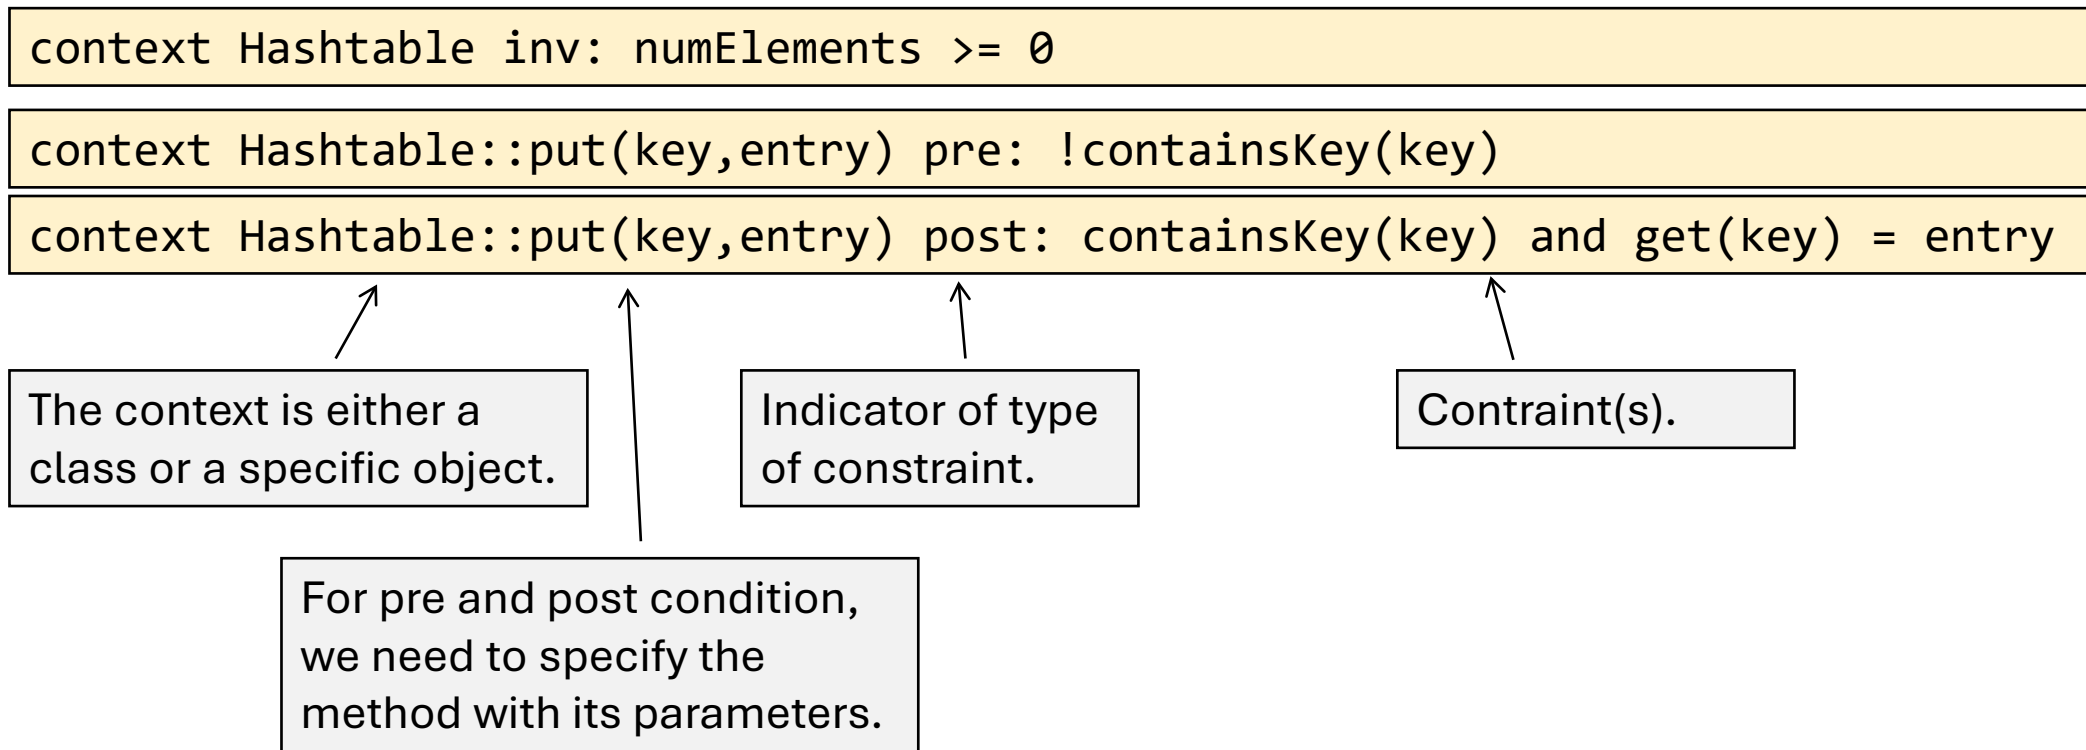 context Hashtable inv: numElements >= 0
context Hashtable::put(key,entry) pre: !containsKey(key)
context Hashtable::put(key,entry) post: containsKey(key) and get(key) = entry
The context is either a
class or a specific object.
Indicator of type
of constraint.
Contraint(s).
For pre and post condition,
we need to specify the
method with its parameters.